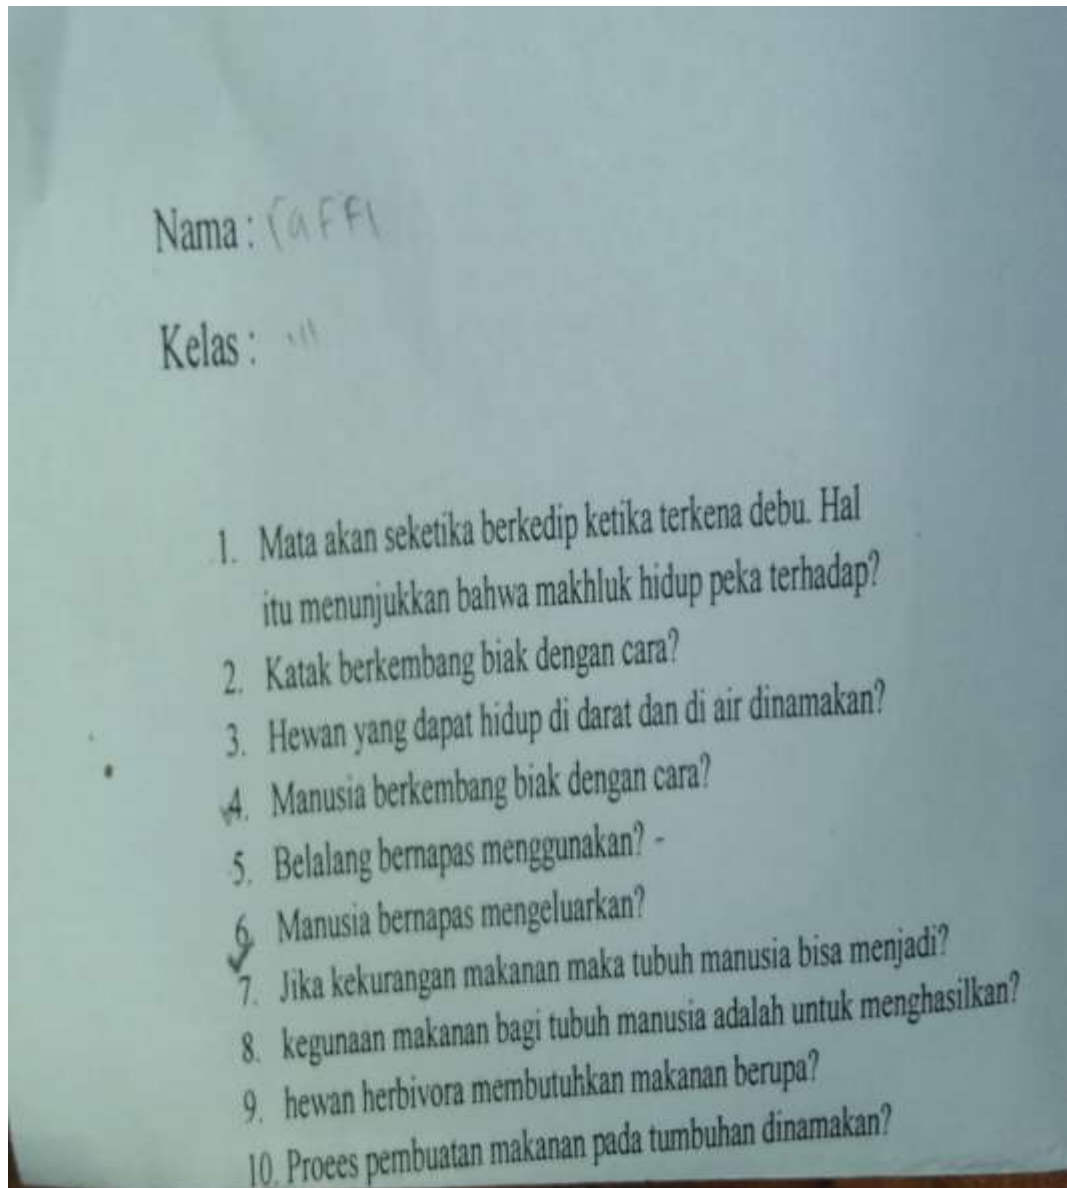 Nama : raffi
Kelas : III
1. Mata akan seketika berkedip ketika terkena debu. Hal
itu menunjukkan bahwa makhluk hidup peka terhadap?
2. Katak berkembang biak dengan cara?
3. Hewan yang dapat hidup di darat dan di air dinamakan?
4. Manusia berkembang biak dengan cara?
5. Belalang bernapas menggunakan? -
6. Manusia bernapas mengeluarkan?
7. Jika kekurangan makanan maka tubuh manusia bisa menjadi?
8. kegunaan makanan bagi tubuh manusia adalah untuk menghasilkan?
9. hewan herbivora membutuhkan makanan berupa?
10. Proees pembuatan makanan pada tumbuhan dinamakan?